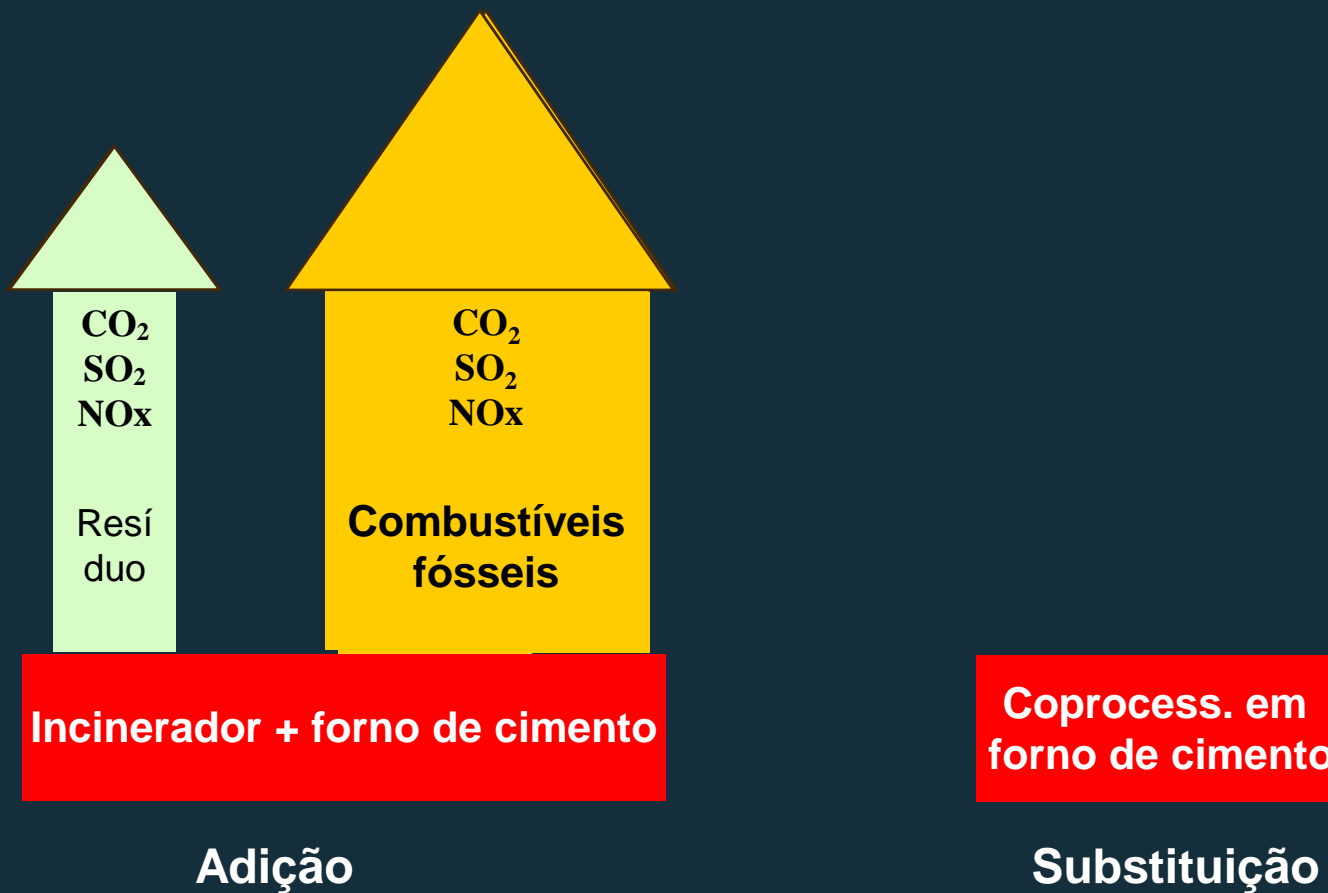 CO₂
SO₂
NOx
Resí
duo
CO₂
SO₂
NOx
Combustíveis
fósseis
Incinerador + forno de cimento
Coprocess. em
forno de cimento
Adição
Substituição